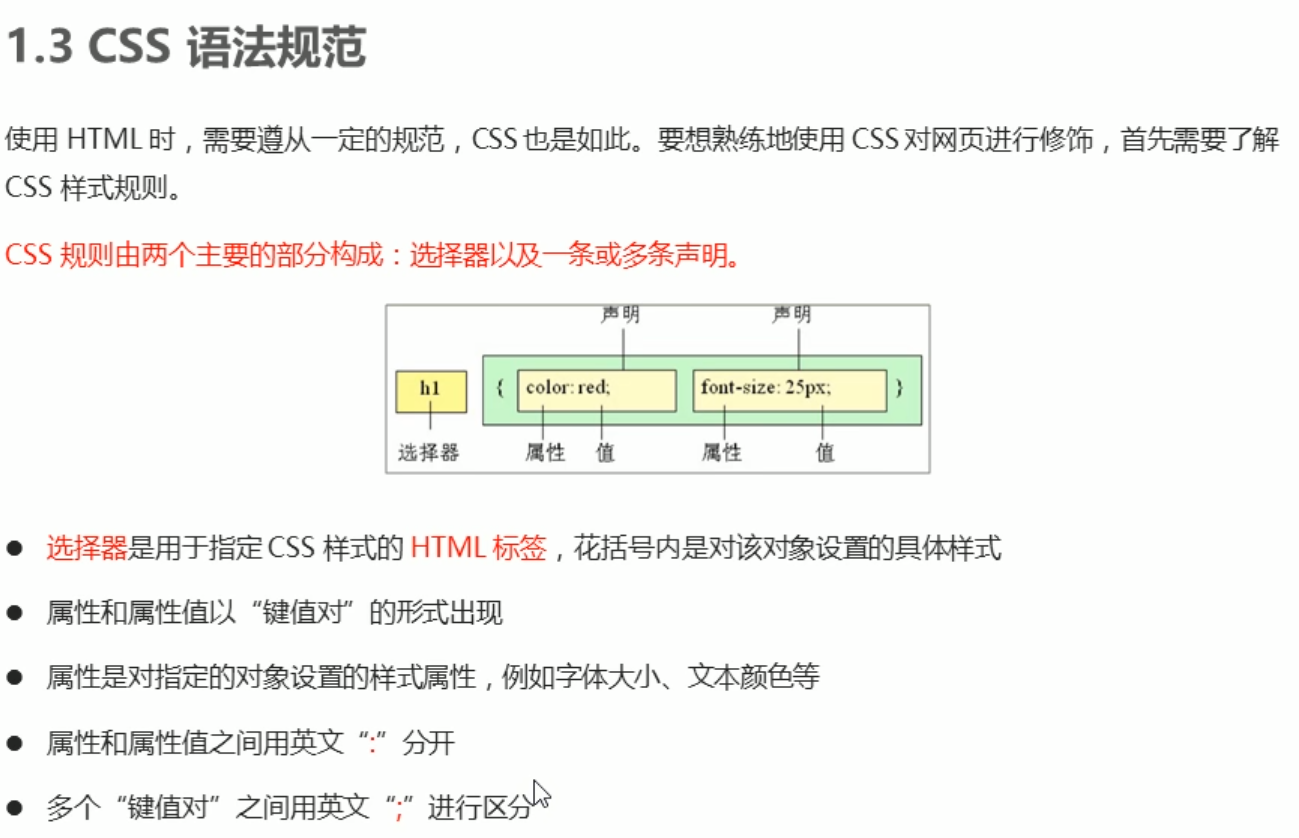 1.3 CSS 语法规范
使用 HTML 时，需要遵从一定的规范，CSS 也是如此。要想熟练地使用 CSS 对网页进行修饰，首先需要了解
CSS 样式规则。
CSS 规则由两个主要的部分构成：选择器以及一条或多条声明。
声明 声明
h1 { color: red; font-size: 25px; }
选择器 属性 值 属性 值
● 选择器是用于指定 CSS 样式的 HTML 标签，花括号内是对该对象设置的具体样式
● 属性和属性值以“键值对”的形式出现
● 属性是对指定的对象设置的样式属性，例如字体大小、文本颜色等
● 属性和属性值之间用英文“:”分开
● 多个“键值对”之间用英文“;”进行区分